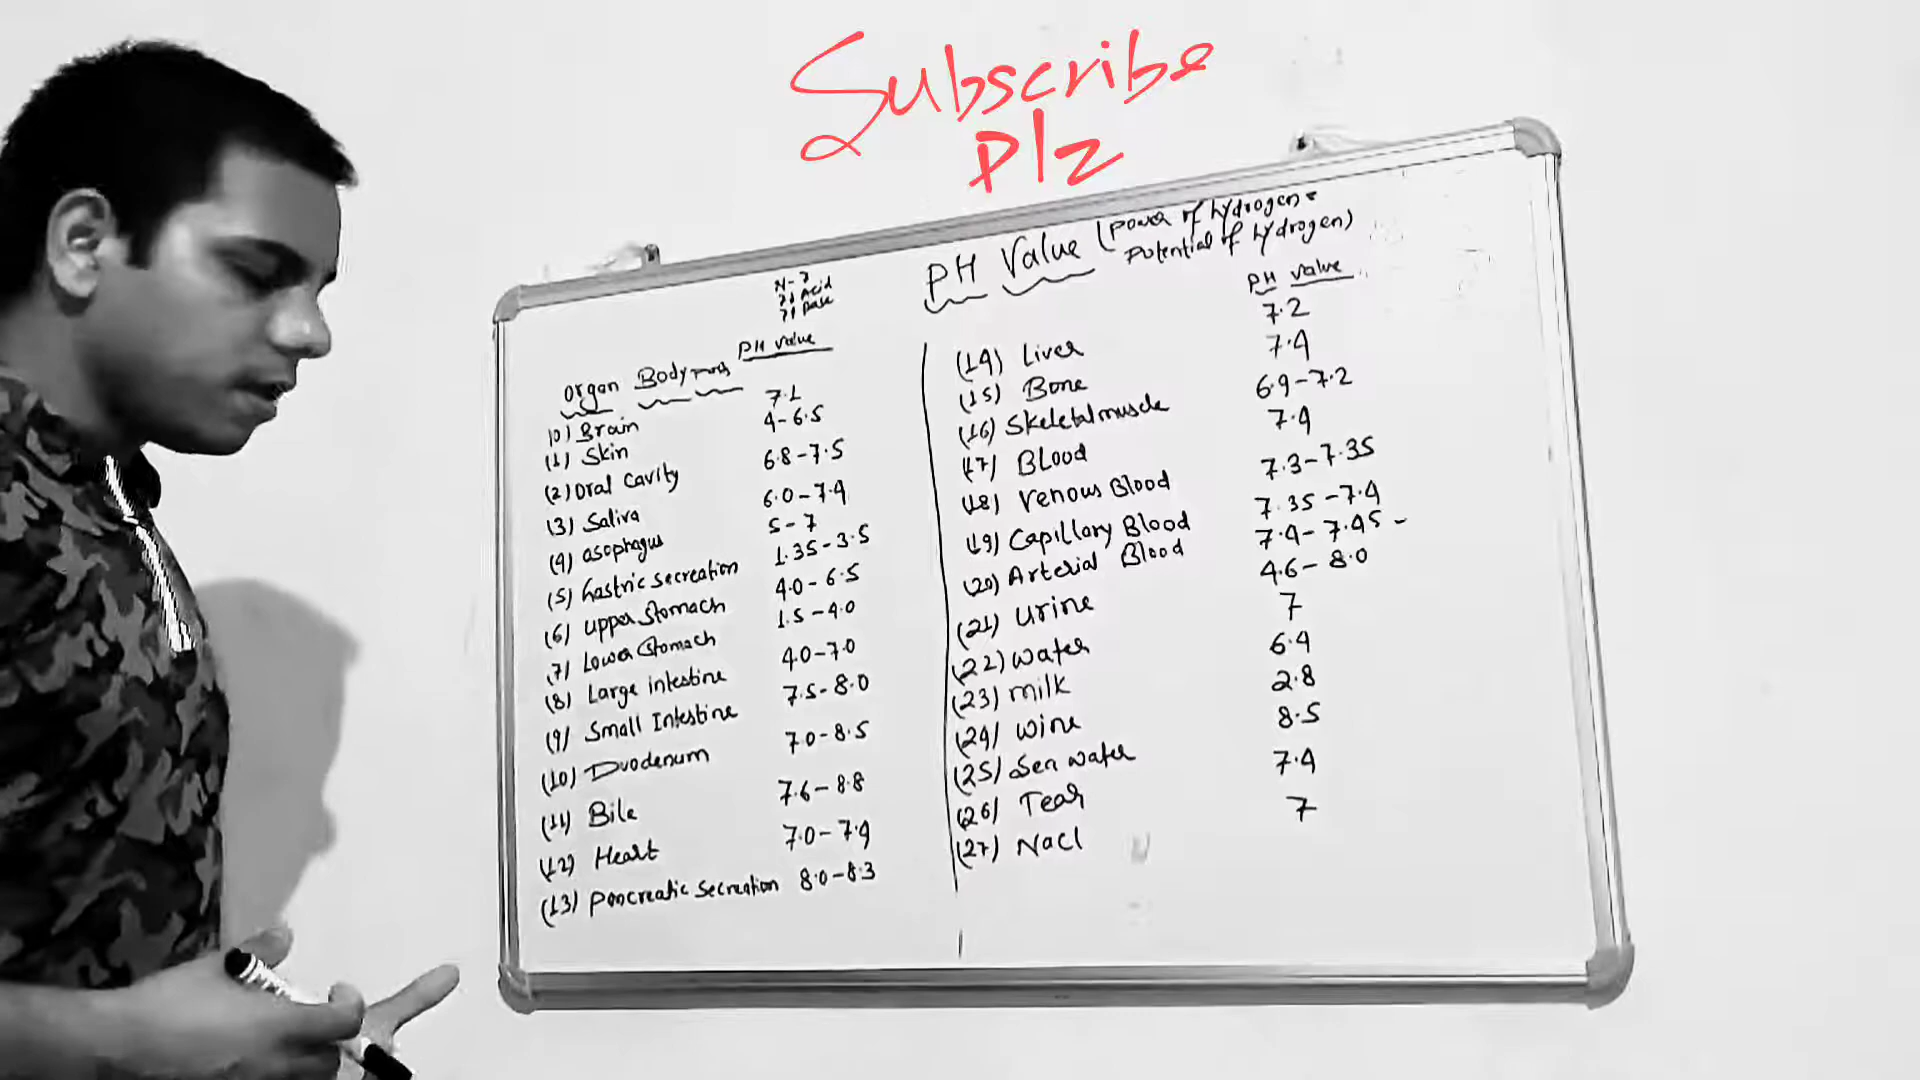 Subscribe
Plz
PH Value (Power of hydrogen
Potential of hydrogen)
N-7
Acid
Base
Organ Body parts PH value
(0) Brain 7.1
(1) Skin 4-6.5
(2) Oral Cavity 6.8-7.5
(3) Saliva 6.0-7.4
(4) asophagus 5-7
(5) Gastric Secreation 1.35-3.5
(6) Upper Stomach 4.0-6.5
(7) Lower Stomach 1.5-4.0
(8) Large intestine 4.0-7.0
(9) Small Intestine 7.5-8.0
(10) Duodenum 7.0-8.5
(11) Bile 7.6-8.8
(12) Heart 7.0-7.4
(13) Pancreatic Secreation 8.0-8.3
PH value
(14) Liver 7.2
(15) Bone 7.4
(16) Skeletal muscle 6.9-7.2
(17) Blood 7.4
(18) Venous Blood 7.3-7.35
(19) Capillary Blood 7.35-7.4
(20) Arterial Blood 7.4-7.45-
(21) Urine 4.6-8.0
(22) Water 7
(23) milk 6.4
(24) Wine 2.8
(25) Sea Water 8.5
(26) Tear 7.4
(27) Nacl 7